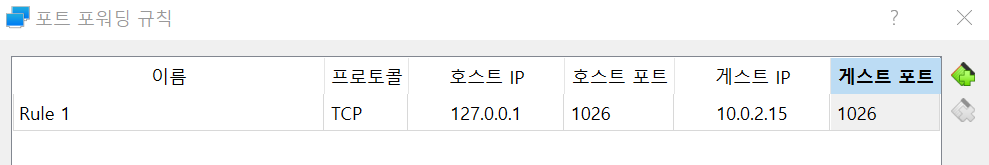 포트 포워딩 규칙 ?
이름 프로토콜 호스트 IP 호스트 포트 게스트 IP 게스트 포트
Rule 1 TCP 127.0.0.1 1026 10.0.2.15 1026